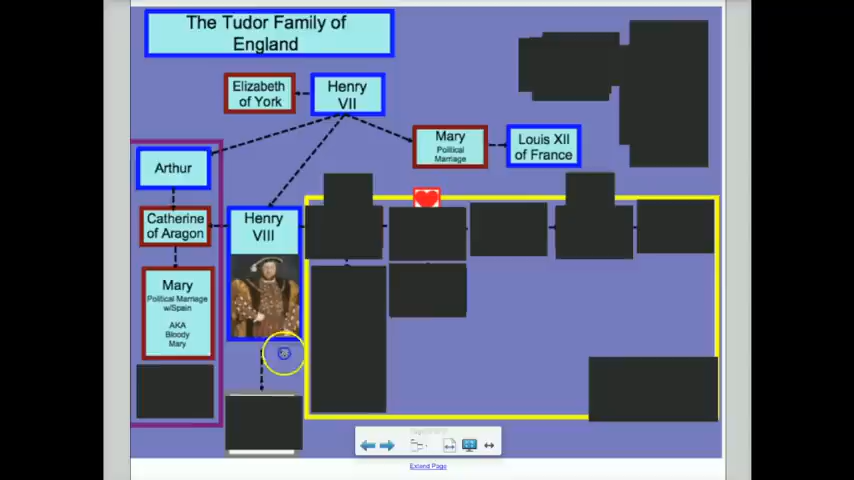 The Tudor Family of
England
Elizabeth
of York
Henry
VII
Mary
Political
Marriage
Louis XII
of France
Arthur
Catherine
of Aragon
Henry
VIII
Mary
Political Marriage
w/Spain
AKA
Bloody
Mary
Extend Page